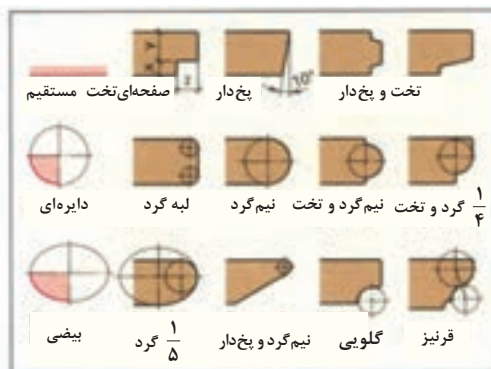 تخت و پخ‌دار پخ‌دار صفحه‌ای تخت مستقیم
۱/۴ گرد و تخت نیم‌گرد و تخت نیم‌گرد لبه گرد دایره‌ای
قرنیز گلویی نیم‌گرد و پخ‌دار ۱/۵ گرد بیضی